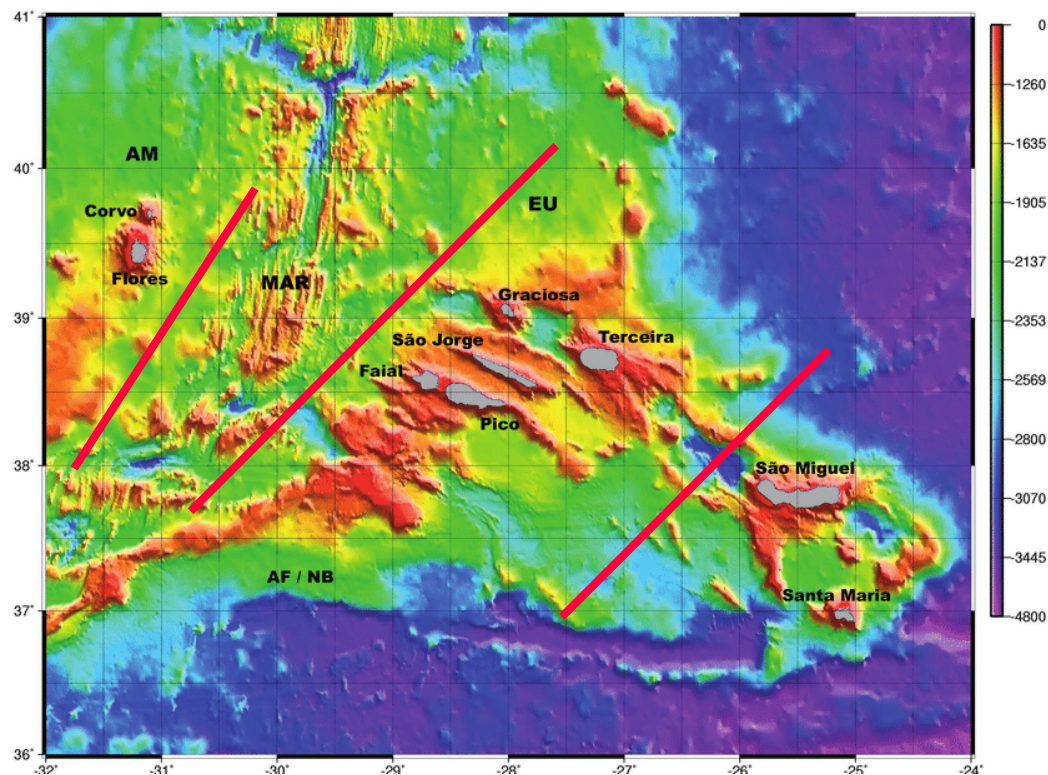 41°
40°
39°
38°
37°
36°
-32°
-31°
-30°
-29°
-28°
-27°
-26°
-25°
-24°
AM
Corvo
Flores
MAR
EU
Graciosa
São Jorge
Terceira
Faial
Pico
São Miguel
AF / NB
Santa Maria
0
-1260
-1635
-1905
-2137
-2353
-2569
-2800
-3070
-3445
-4800